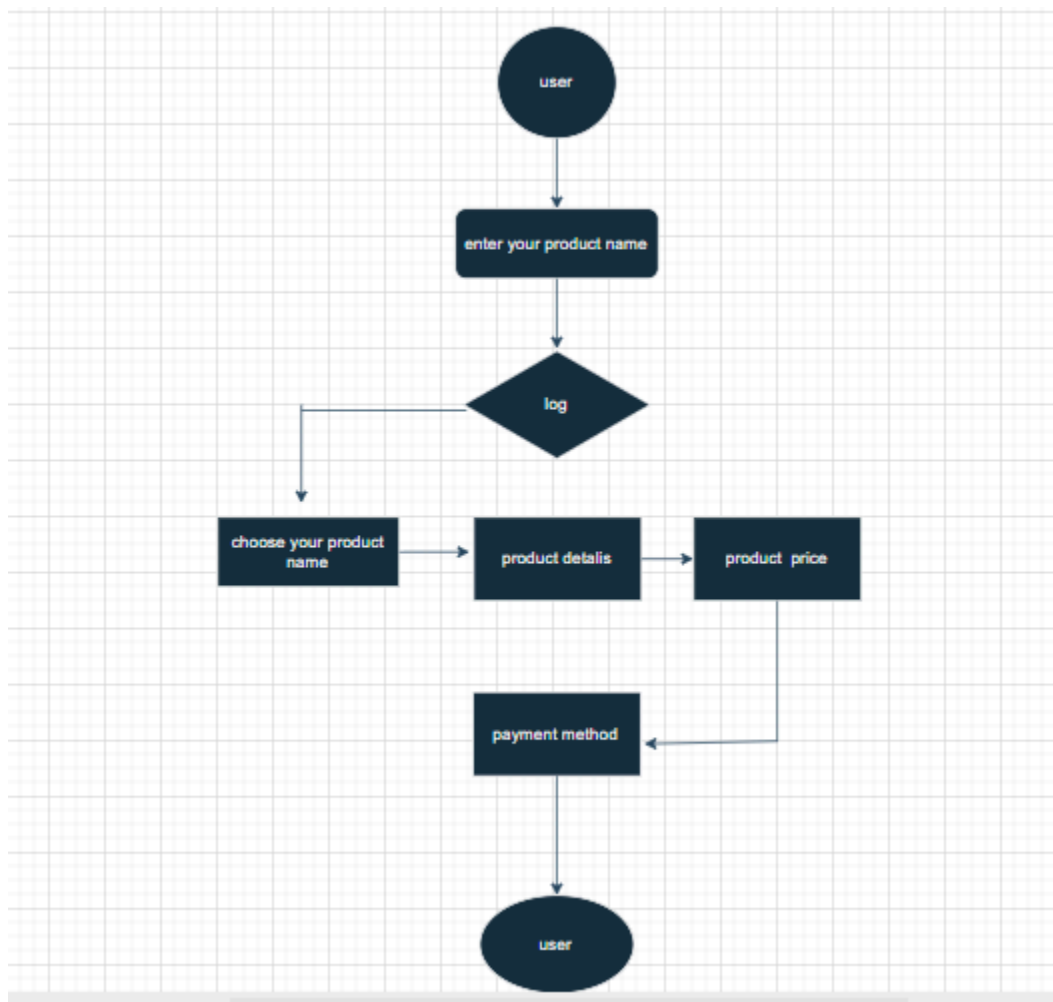 user
enter your product name
log
choose your product
name
product detalis
product  price
payment method
user